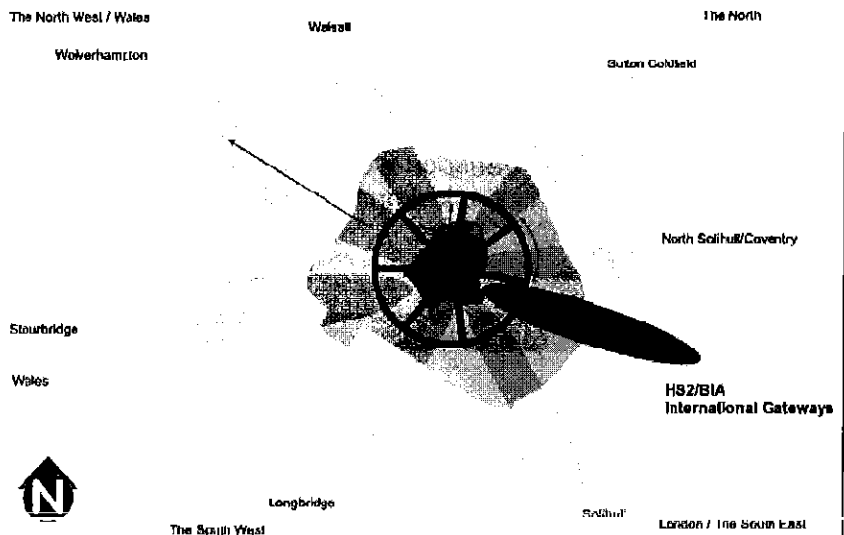 The North West / Wales
Walsall
The North
Wolverhampton
Sutton Coldfield
North Solihull/Coventry
Stourbridge
Wales
HS2/BIA
International Gateways
N
Longbridge
Solihull
The South West
London / The South East